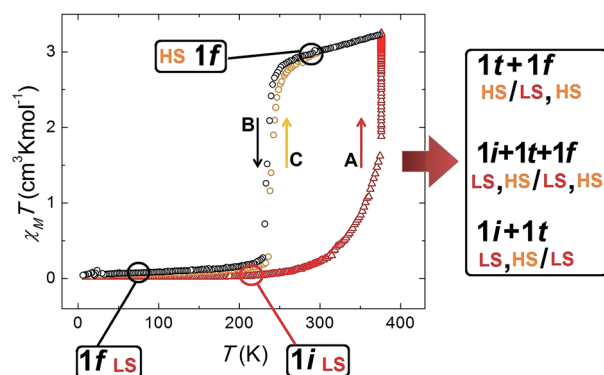 HS 1f
χMT (cm³Kmol⁻¹)
3
2
1
0
B
C
A
0
100
200
300
400
T (K)
1f LS
1i LS
1t+1f
HS/LS, HS
1i+1t+1f
LS, HS/LS, HS
1i+1t
LS, HS/LS